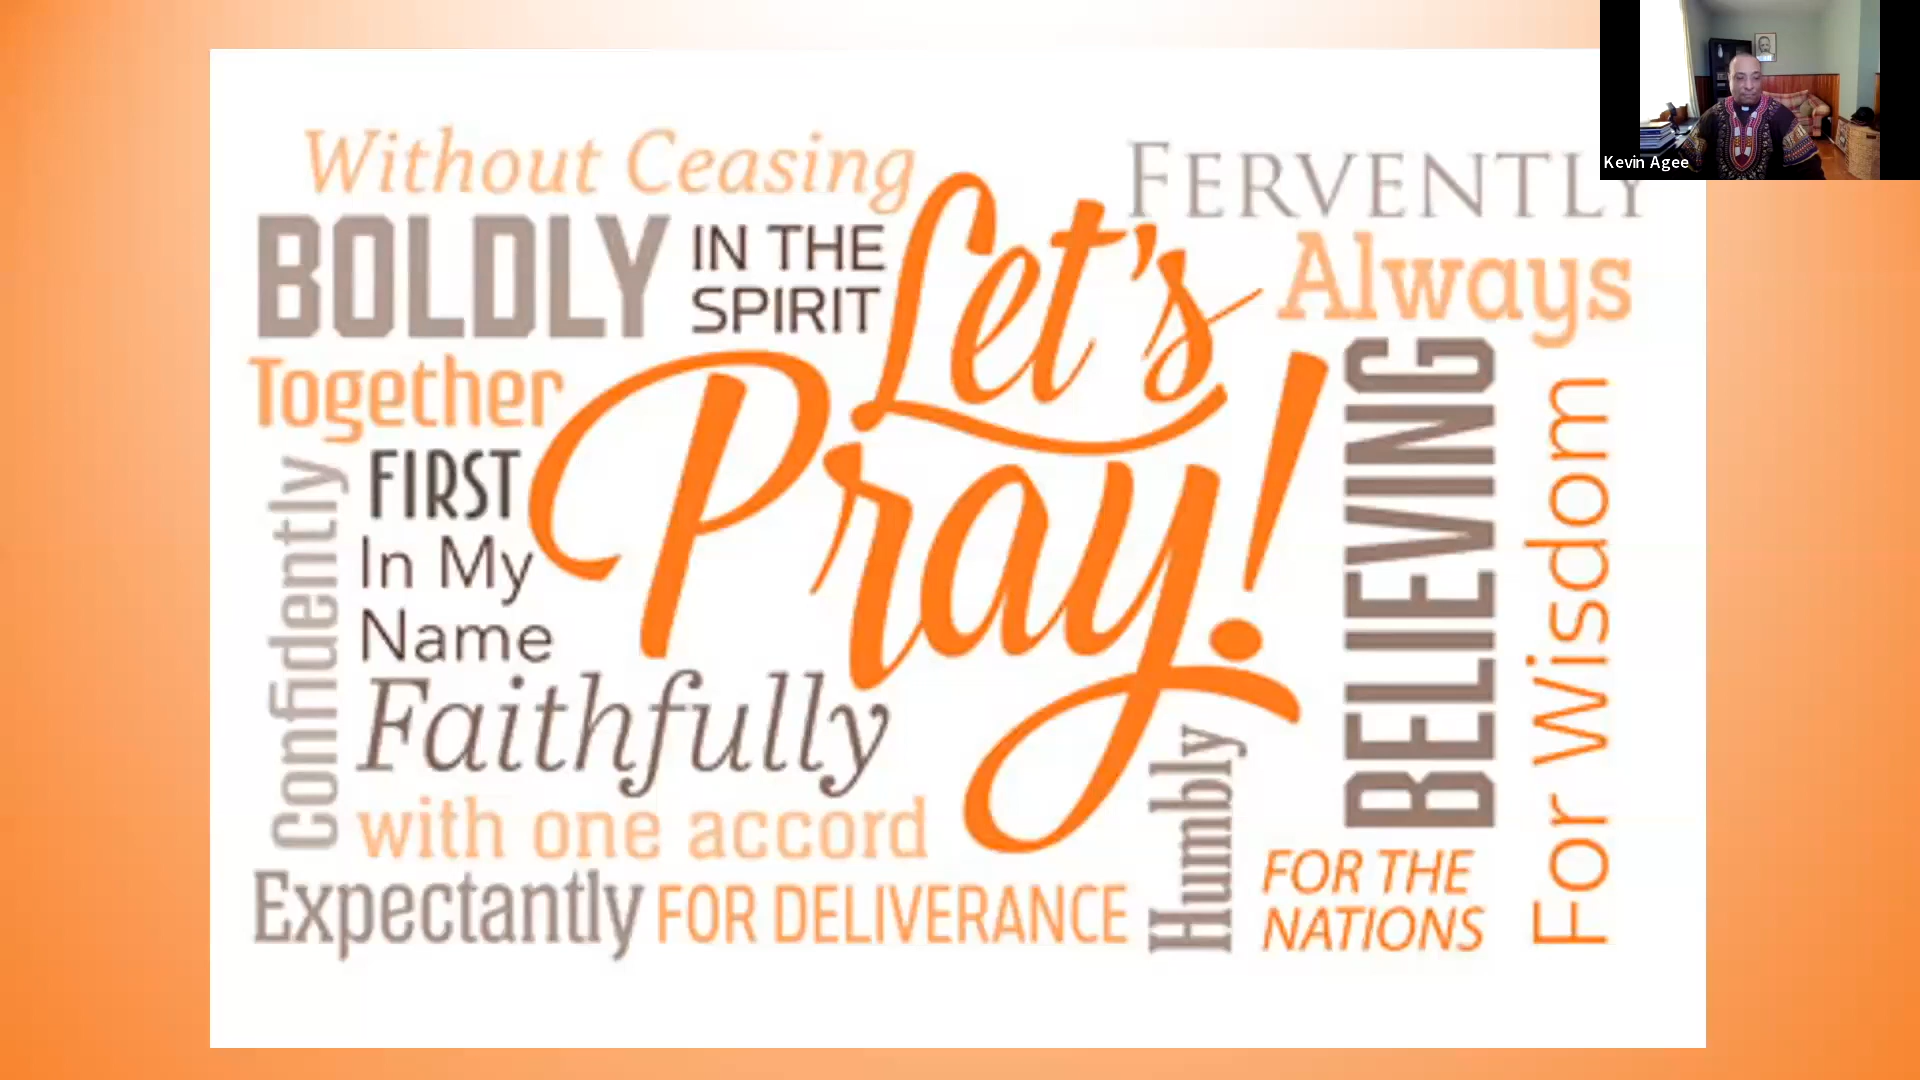 Without Ceasing
FERVENTLY
Kevin Agee
BOLDLY
IN THE
SPIRIT
Let's
Pray!
Always
Together
FIRST
In My
Name
Confidently
Faithfully
with one accord
Expectantly
FOR DELIVERANCE
Humbly
BELIEVING
For Wisdom
FOR THE
NATIONS